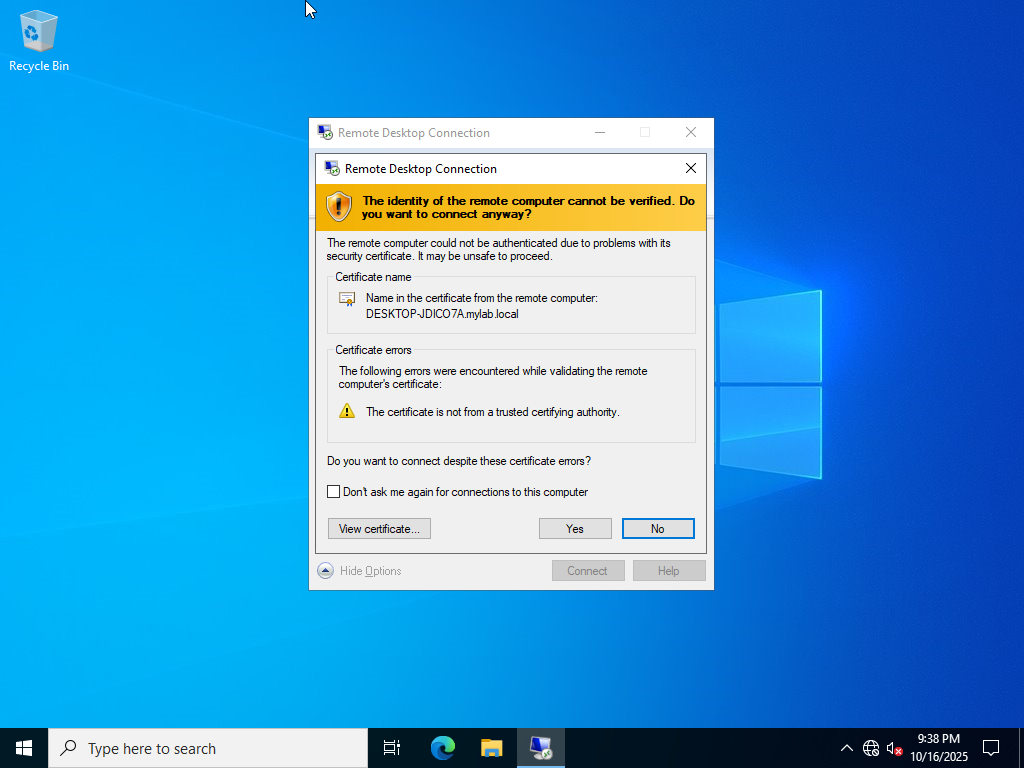 Recycle Bin
Remote Desktop Connection
Remote Desktop Connection
The identity of the remote computer cannot be verified. Do
you want to connect anyway?
The remote computer could not be authenticated due to problems with its
security certificate. It may be unsafe to proceed.
Certificate name
Name in the certificate from the remote computer:
DESKTOP-JDICO7A.mylab.local
Certificate errors
The following errors were encountered while validating the remote
computer's certificate:
The certificate is not from a trusted certifying authority.
Do you want to connect despite these certificate errors?
Don't ask me again for connections to this computer
View certificate...
Yes
No
Hide Options
Connect
Help
Type here to search
9:38 PM
10/16/2025